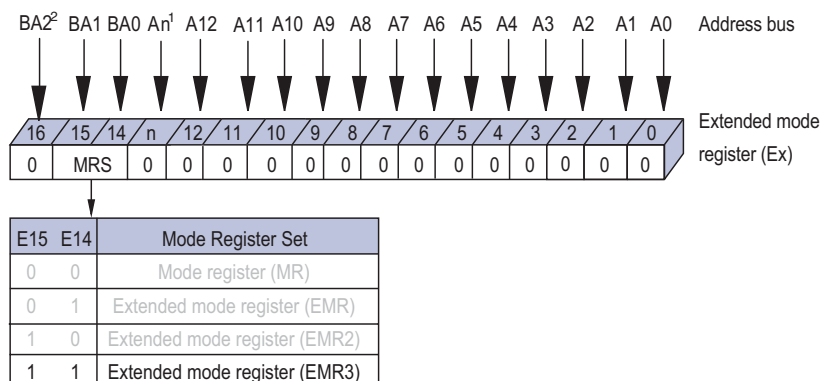 BA2² BA1 BA0 An¹ A12 A11 A10 A9 A8 A7 A6 A5 A4 A3 A2 A1 A0 Address bus
16 15 14 n 12 11 10 9 8 7 6 5 4 3 2 1 0 Extended mode
register (Ex)
0 MRS 0 0 0 0 0 0 0 0 0 0 0 0 0 0
E15 E14 Mode Register Set
0 0 Mode register (MR)
0 1 Extended mode register (EMR)
1 0 Extended mode register (EMR2)
1 1 Extended mode register (EMR3)